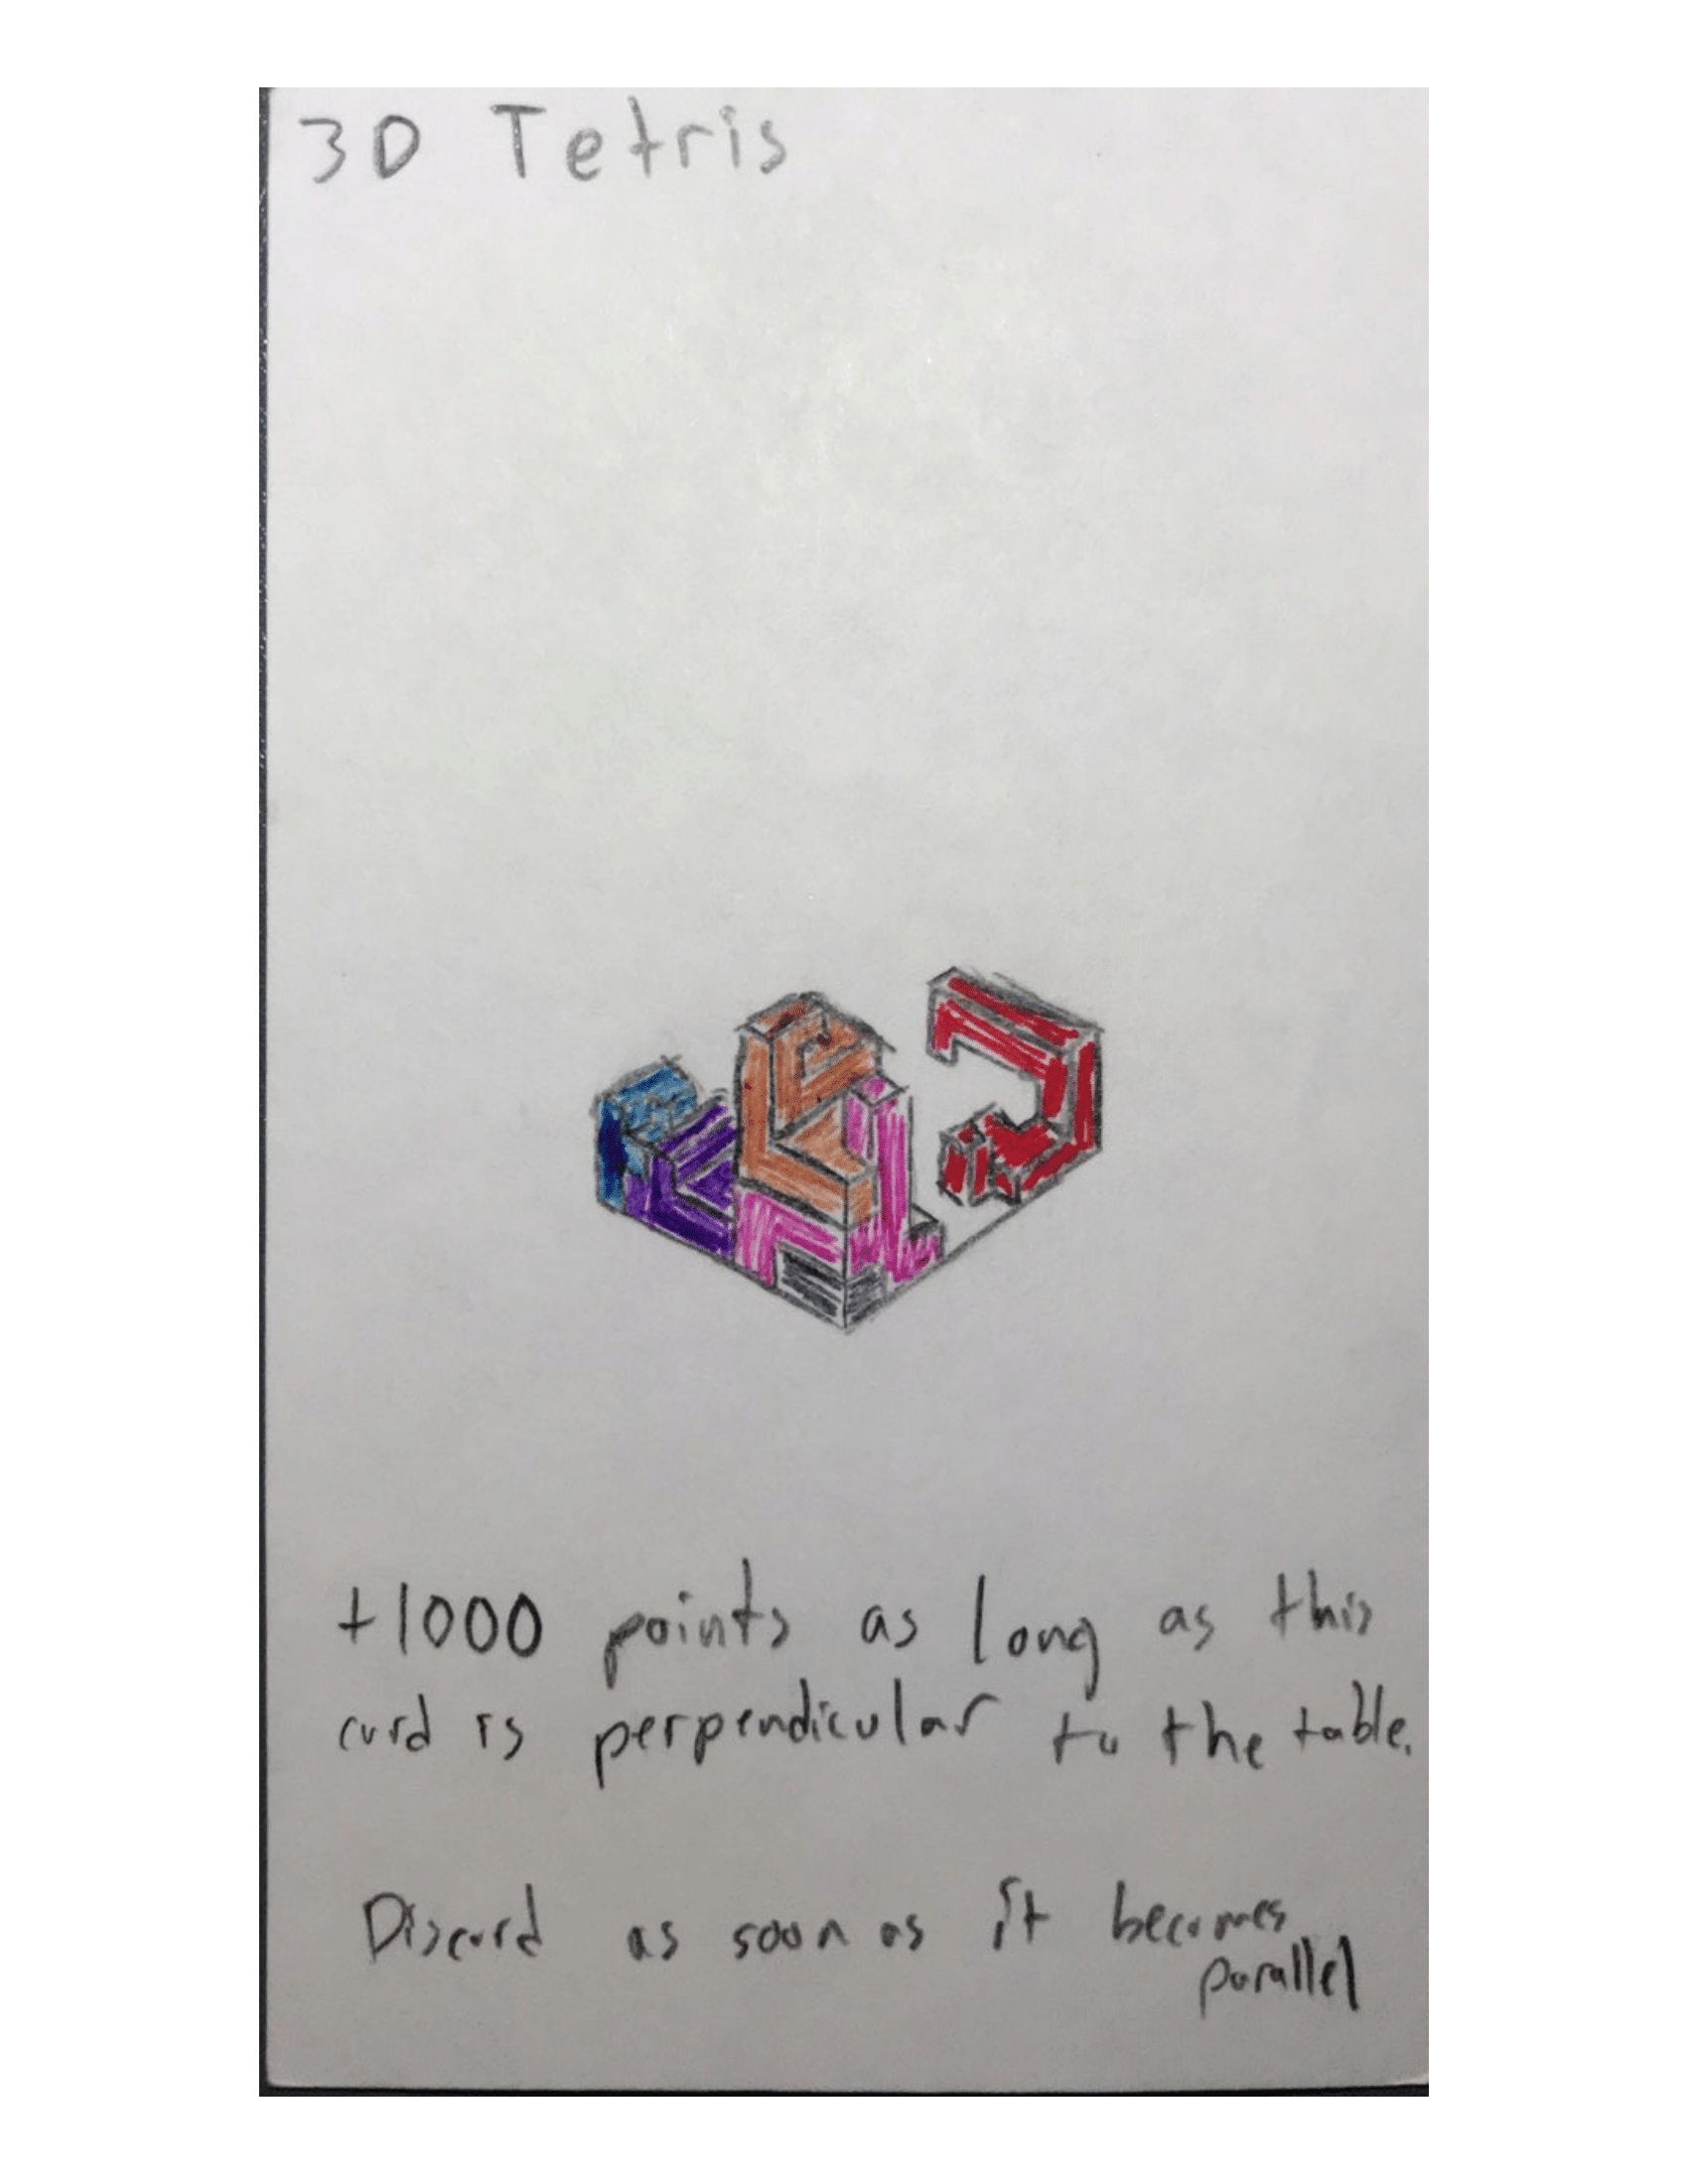 3D Tetris
+1000 points as long as this
card is perpendicular to the table.
Discard as soon as it becomes
parallel